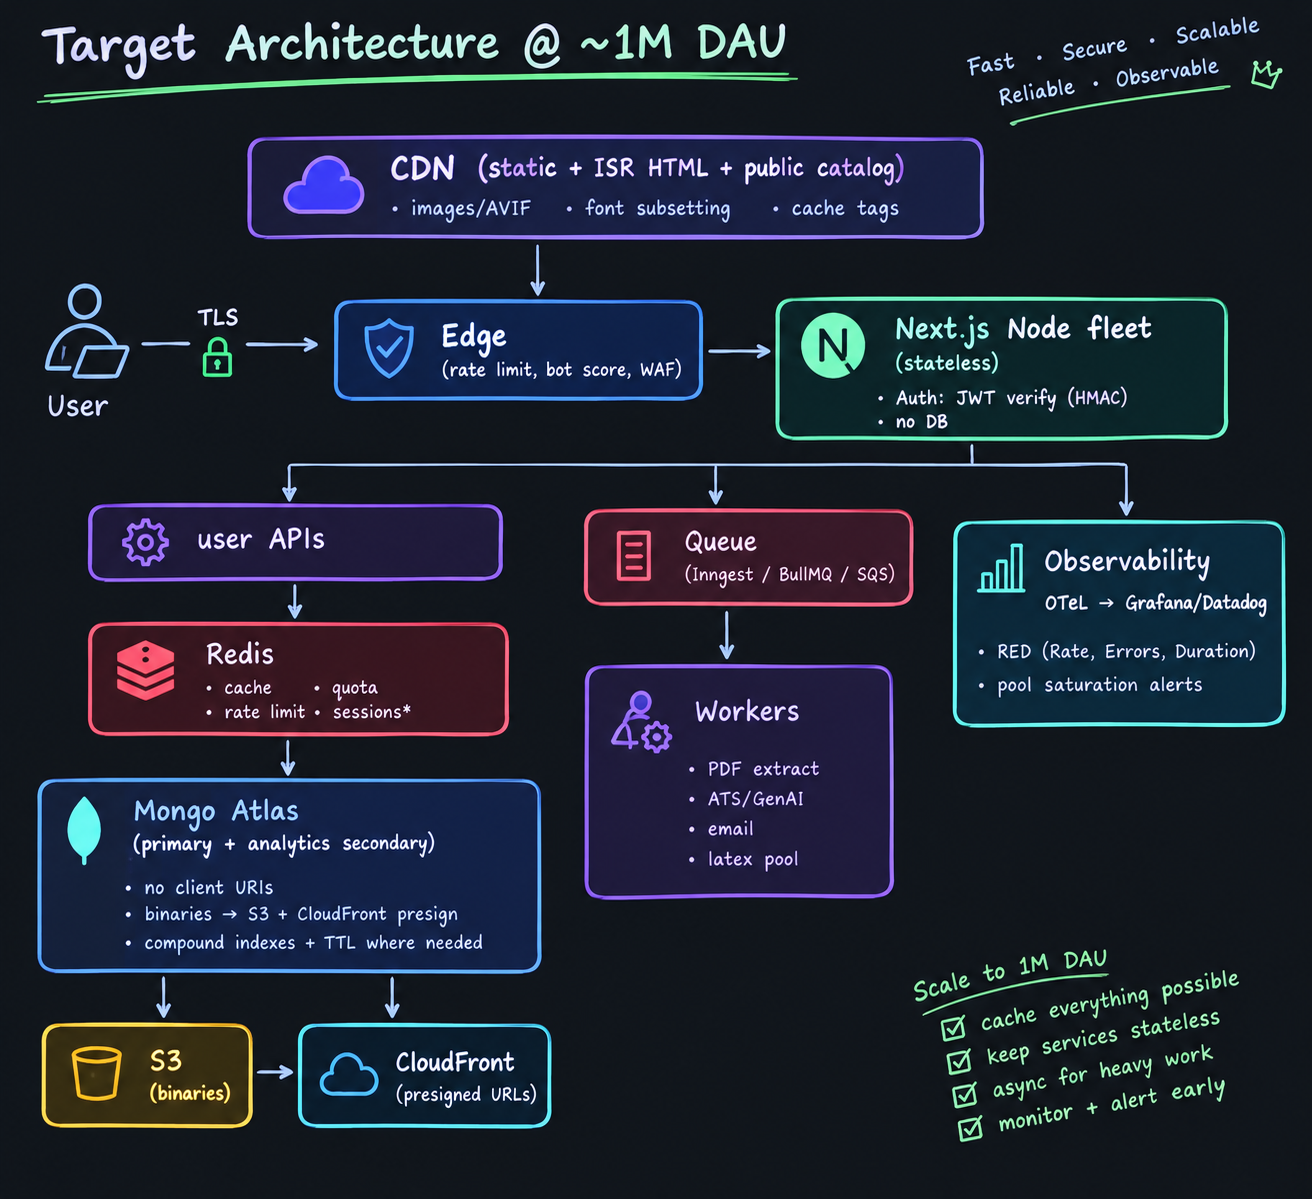 Target Architecture @ ~1M DAU
Fast · Secure · Scalable
Reliable · Observable
CDN (static + ISR HTML + public catalog)
• images/AVIF • font subsetting • cache tags
User
TLS
Edge
(rate limit, bot score, WAF)
N
Next.js Node fleet
(stateless)
• Auth: JWT verify (HMAC)
• no DB
user APIs
Redis
• cache • quota
• rate limit • sessions*
Mongo Atlas
(primary + analytics secondary)
• no client URIs
• binaries → S3 + CloudFront presign
• compound indexes + TTL where needed
S3
(binaries)
CloudFront
(presigned URLs)
Queue
(Inngest / BullMQ / SQS)
Workers
• PDF extract
• ATS/GenAI
• email
• latex pool
Observability
OTeL → Grafana/Datadog
• RED (Rate, Errors, Duration)
• pool saturation alerts
Scale to 1M DAU
☑ cache everything possible
☑ keep services stateless
☑ async for heavy work
☑ monitor + alert early